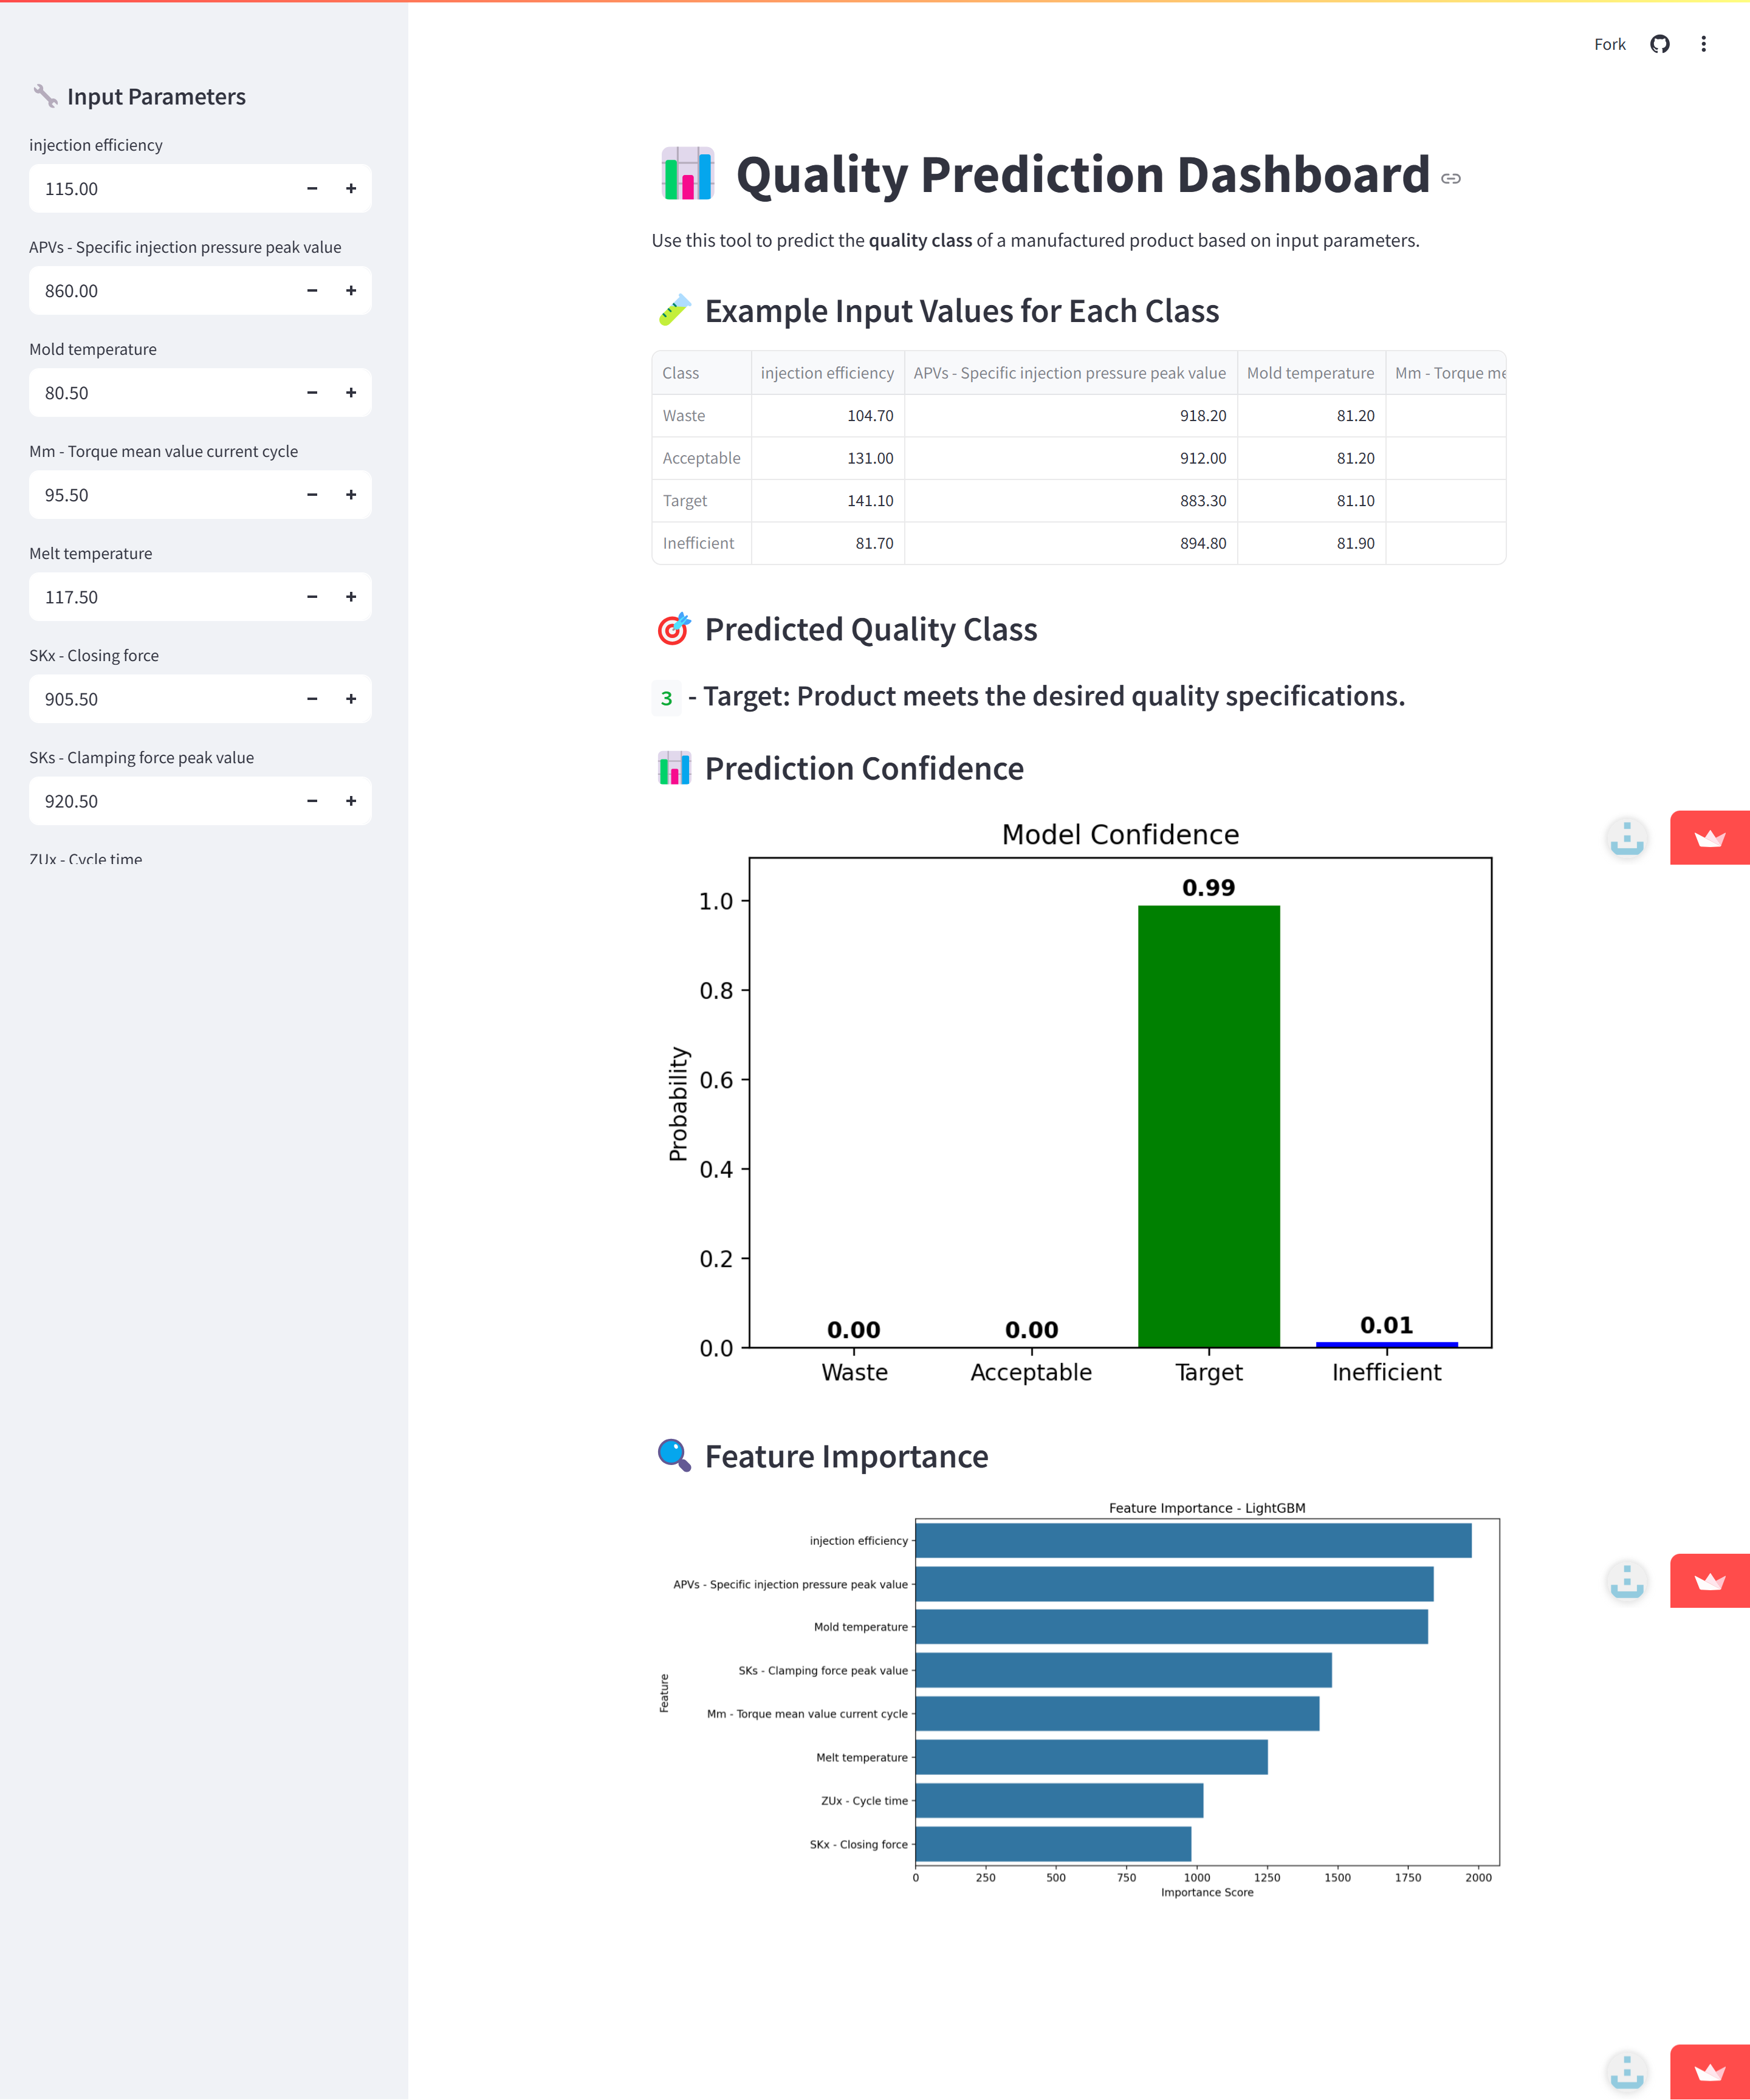 Fork
Input Parameters
injection efficiency
115.00
APVs - Specific injection pressure peak value
860.00
Mold temperature
80.50
Mm - Torque mean value current cycle
95.50
Melt temperature
117.50
SKx - Closing force
905.50
SKs - Clamping force peak value
920.50
ZUx - Cycle time
Quality Prediction Dashboard
Use this tool to predict the quality class of a manufactured product based on input parameters.
Example Input Values for Each Class
Class injection efficiency APVs - Specific injection pressure peak value Mold temperature Mm - Torque me
Waste 104.70 918.20 81.20
Acceptable 131.00 912.00 81.20
Target 141.10 883.30 81.10
Inefficient 81.70 894.80 81.90
Predicted Quality Class
3 - Target: Product meets the desired quality specifications.
Prediction Confidence
Model Confidence
Probability
1.0
0.8
0.6
0.4
0.2
0.0
0.00 0.00 0.99 0.01
Waste Acceptable Target Inefficient
Feature Importance
Feature Importance - LightGBM
Feature
injection efficiency
APVs - Specific injection pressure peak value
Mold temperature
SKs - Clamping force peak value
Mm - Torque mean value current cycle
Melt temperature
ZUx - Cycle time
SKx - Closing force
0 250 500 750 1000 1250 1500 1750 2000
Importance Score